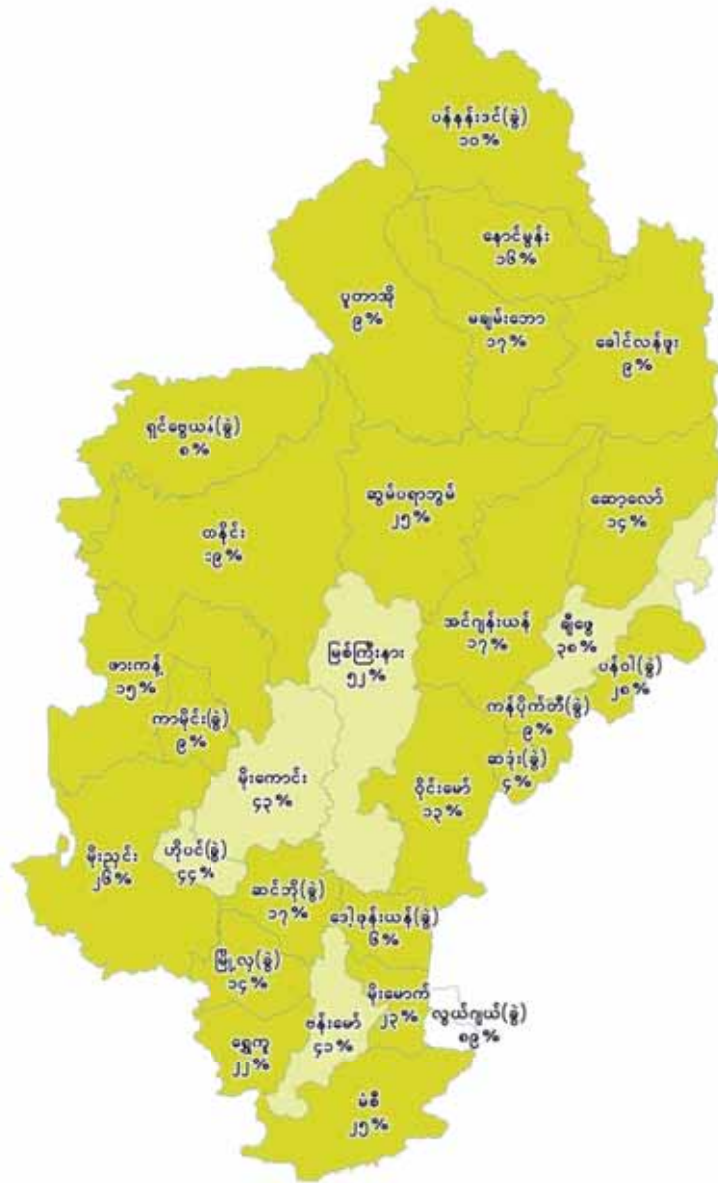 ပန်နန်းဒင်(ခွဲ)
၁၀%
နောင်မွန်း
၁၆%
ပူတာအို
၉%
မချမ်းဘော
၁၇%
ခေါင်လန်ဖူး
၉%
ရှင်ဗွေယန်(ခွဲ)
၈%
ဆွမ်ပရာဘွမ်
၂၅%
ဆော့လော်
၁၄%
တနိုင်း
၁၉%
အင်ဂျန်းယန်
၁၇%
ချီဖွေ
၃၈%
မြစ်ကြီးနား
၅၂%
ပန်ဝါ(ခွဲ)
၂၈%
ဖားကန့်
၁၅%
ကာမိုင်း(ခွဲ)
၉%
ကန်ပိုက်တီ(ခွဲ)
၉%
ဆဒုံး(ခွဲ)
၄%
မိုးကောင်း
၄၃%
ဝိုင်းမော်
၁၃%
မိုးညှင်း
၂၆%
ဟိုပင်(ခွဲ)
၄၄%
ဆင်ဘို(ခွဲ)
၁၇%
ဒေါ့ဖုန်းယန်(ခွဲ)
၆%
မြို့လှ(ခွဲ)
၁၄%
မိုးမောက်
၂၃%
လွယ်ဂျယ်(ခွဲ)
၈၉%
ဗန်းမော်
၄၁%
ရွှေကူ
၂၂%
မံစီ
၂၅%